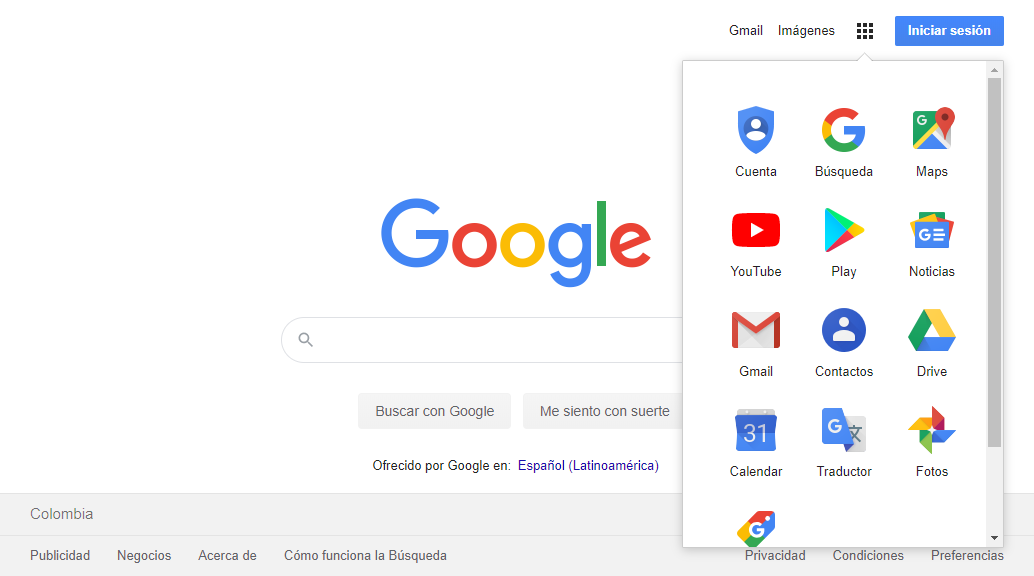 Gmail Imágenes Iniciar sesión
Cuenta Búsqueda Maps
YouTube Play Noticias
Google
Gmail Contactos Drive
Buscar con Google Me siento con suerte
31
Calendar Traductor Fotos
Ofrecido por Google en: Español (Latinoamérica)
Colombia
Publicidad Negocios Acerca de Cómo funciona la Búsqueda Privacidad Condiciones Preferencias